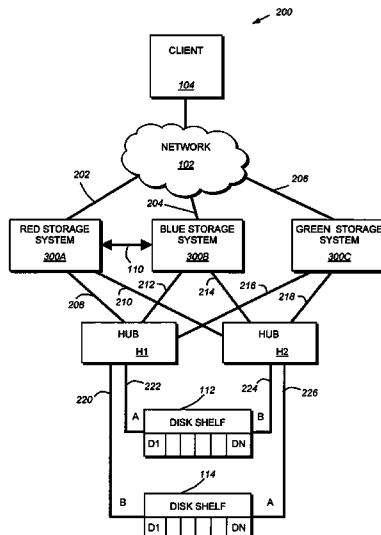 200
CLIENT
104
NETWORK
102
202
204
206
RED STORAGE
SYSTEM
300A
BLUE STORAGE
SYSTEM
300B
GREEN STORAGE
SYSTEM
300C
110
208
210
212
214
216
218
HUB
H1
HUB
H2
220
222
224
226
112
A
B
DISK SHELF
D1
DN
114
B
A
DISK SHELF
D1
DN